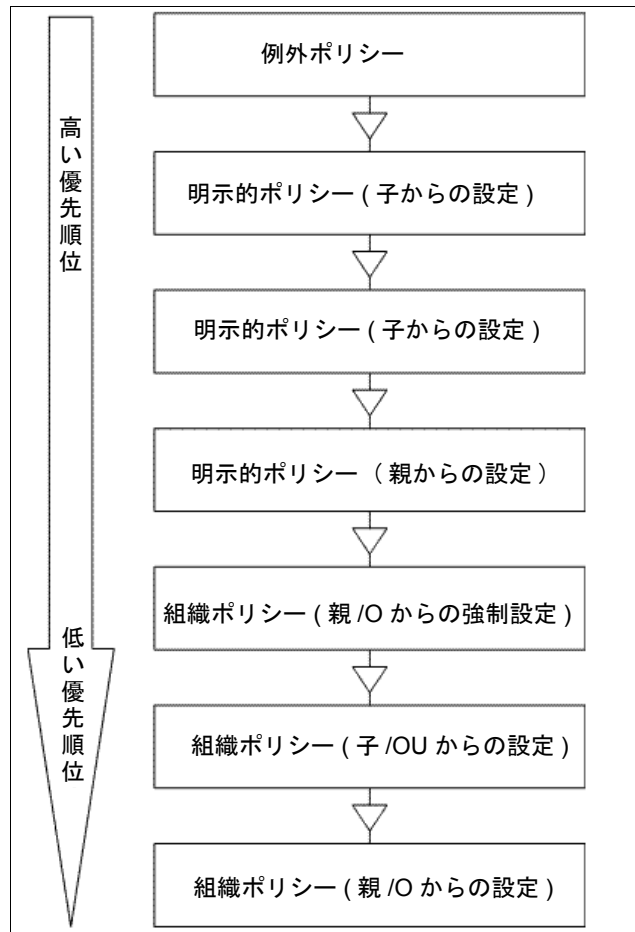 例外ポリシー
高い優先順位
明示的ポリシー ( 子からの設定 )
明示的ポリシー ( 子からの設定 )
明示的ポリシー （ 親からの設定 ）
組織ポリシー ( 親 /O からの強制設定 )
低い優先順位
組織ポリシー ( 子 /OU からの設定 )
組織ポリシー ( 親 /O からの設定 )